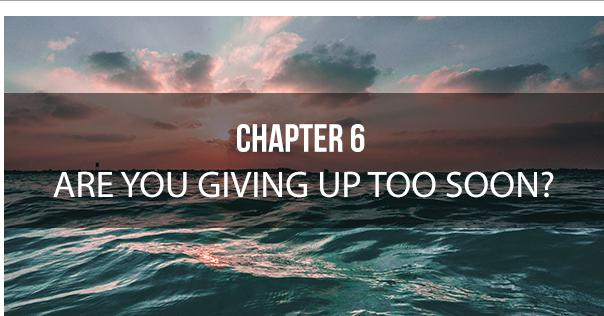 CHAPTER 6
ARE YOU GIVING UP TOO SOON?